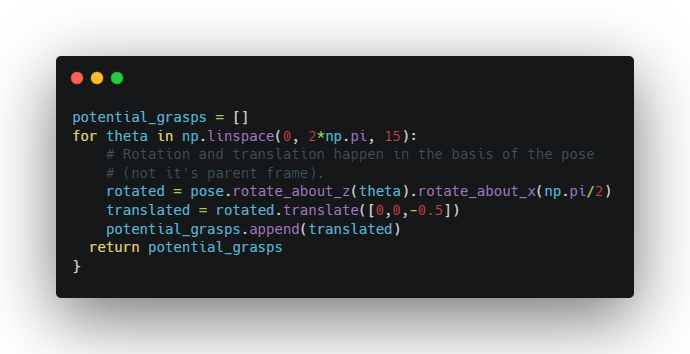 potential_grasps = []
for theta in np.linspace(0, 2*np.pi, 15):
    # Rotation and translation happen in the basis of the pose
    # (not it's parent frame).
    rotated = pose.rotate_about_z(theta).rotate_about_x(np.pi/2)
    translated = rotated.translate([0,0,-0.5])
    potential_grasps.append(translated)
  return potential_grasps
}